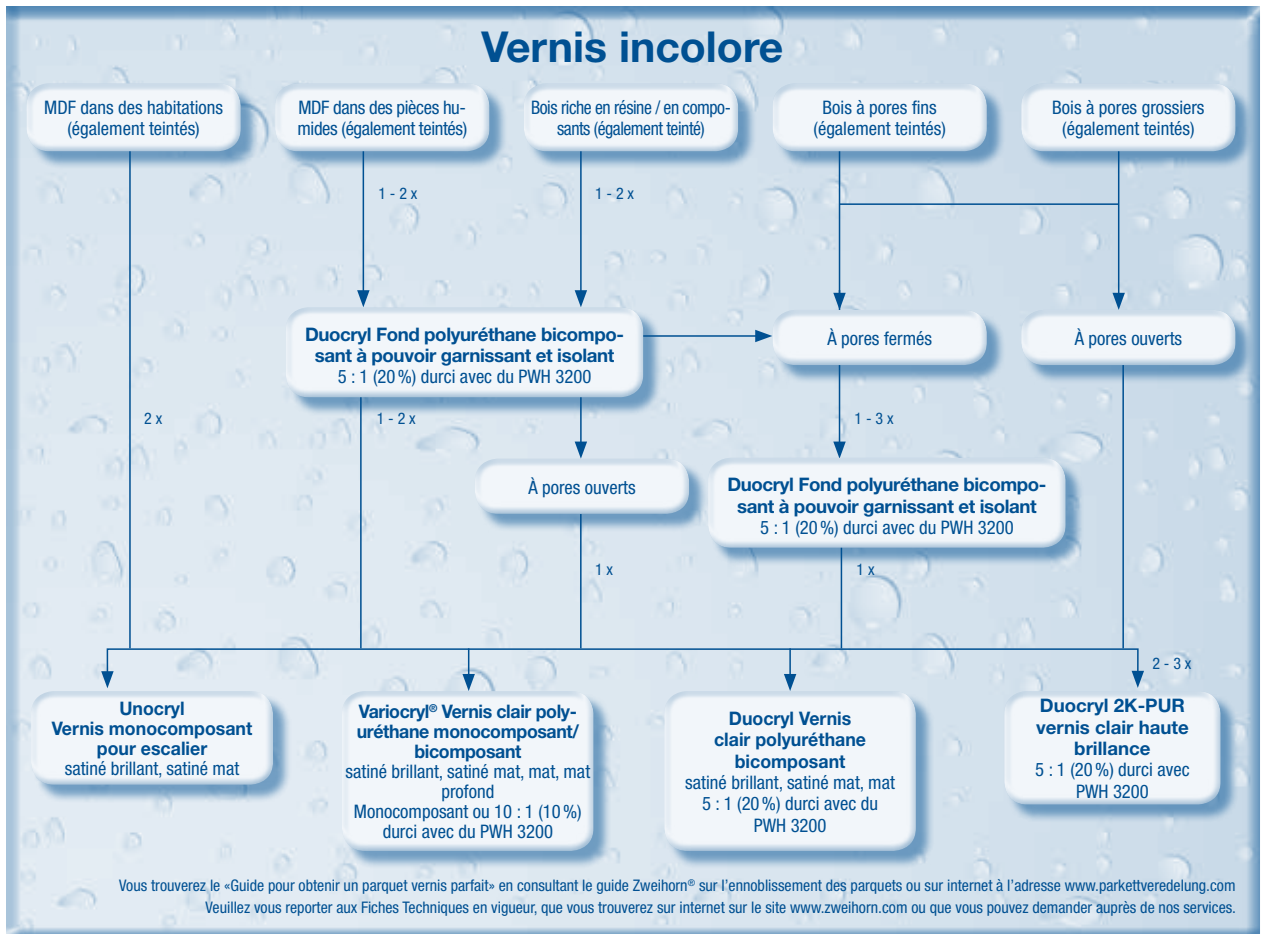 Vernis incolore
MDF dans des habitations
(également teintés)
MDF dans des pièces hu-
mides (également teintés)
Bois riche en résine / en compo-
sants (également teinté)
Bois à pores fins
(également teintés)
Bois à pores grossiers
(également teintés)
1 - 2 x
1 - 2 x
Duocryl Fond polyuréthane bicompo-
sant à pouvoir garnissant et isolant
5 : 1 (20 %) durci avec du PWH 3200
À pores fermés
À pores ouverts
2 x
1 - 2 x
1 - 3 x
À pores ouverts
Duocryl Fond polyuréthane bicompo-
sant à pouvoir garnissant et isolant
5 : 1 (20 %) durci avec du PWH 3200
1 x
1 x
2 - 3 x
Unocryl
Vernis monocomposant
pour escalier
satiné brillant, satiné mat
Variocryl® Vernis clair poly-
uréthane monocomposant/
bicomposant
satiné brillant, satiné mat, mat, mat
profond
Monocomposant ou 10 : 1 (10 %)
durci avec du PWH 3200
Duocryl Vernis
clair polyuréthane
bicomposant
satiné brillant, satiné mat, mat
5 : 1 (20 %) durci avec du
PWH 3200
Duocryl 2K-PUR
vernis clair haute
brillance
5 : 1 (20 %) durci avec
PWH 3200
Vous trouverez le «Guide pour obtenir un parquet vernis parfait» en consultant le guide Zweihorn® sur l'ennoblissement des parquets ou sur internet à l'adresse www.parkettveredelung.com
Veuillez vous reporter aux Fiches Techniques en vigueur, que vous trouverez sur internet sur le site www.zweihorn.com ou que vous pouvez demander auprès de nos services.